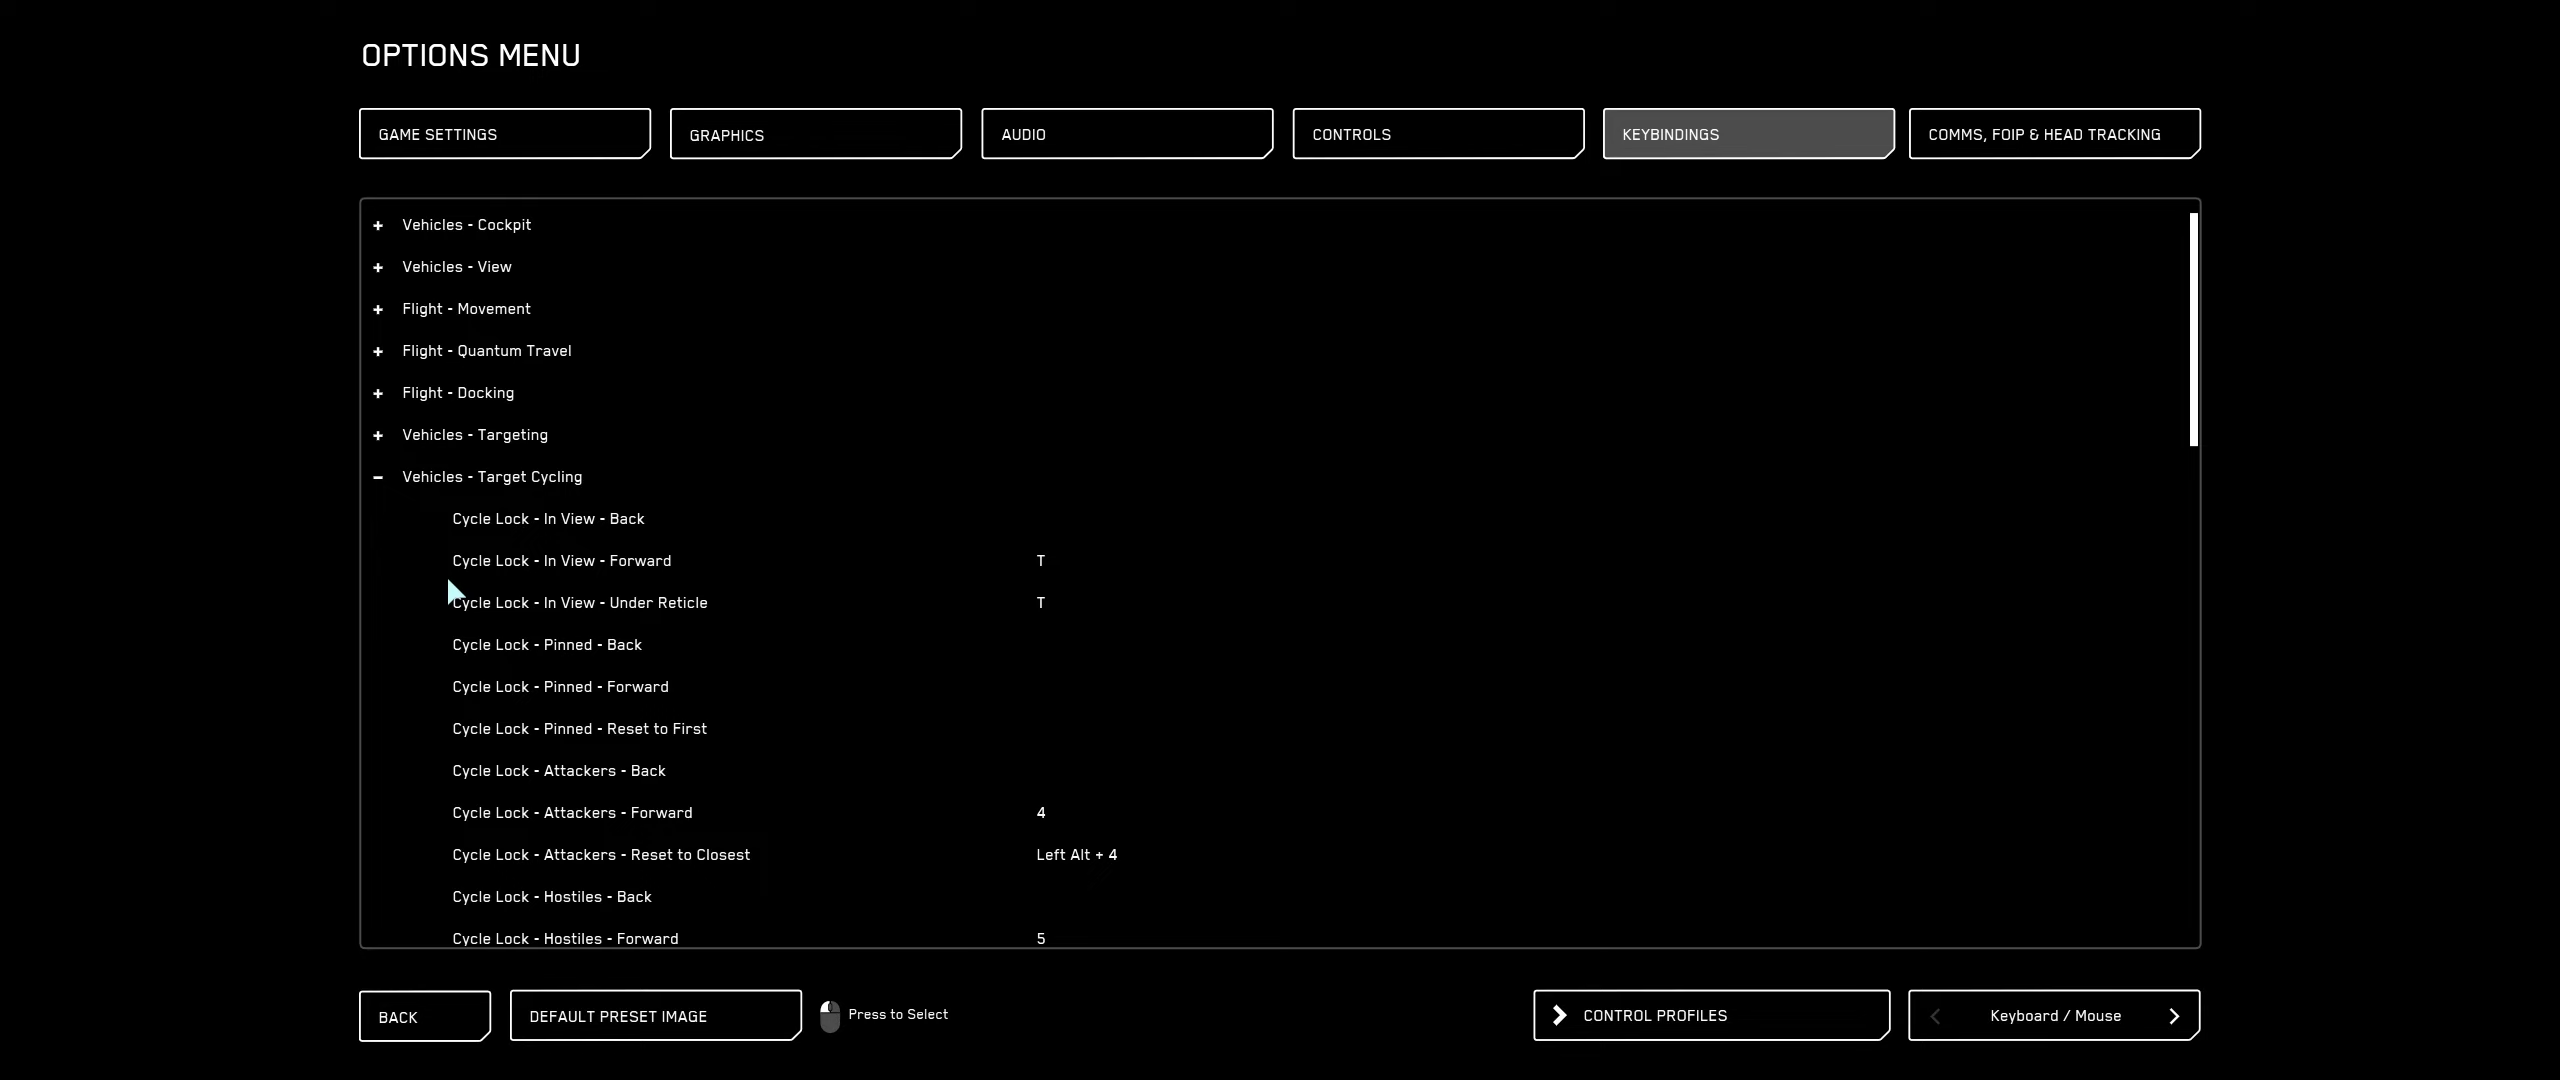 OPTIONS MENU
GAME SETTINGS
GRAPHICS
AUDIO
CONTROLS
KEYBINDINGS
COMMS, FOIP & HEAD TRACKING
+ Vehicles - Cockpit
+ Vehicles - View
+ Flight - Movement
+ Flight - Quantum Travel
+ Flight - Docking
+ Vehicles - Targeting
- Vehicles - Target Cycling
Cycle Lock - In View - Back
Cycle Lock - In View - Forward T
Cycle Lock - In View - Under Reticle T
Cycle Lock - Pinned - Back
Cycle Lock - Pinned - Forward
Cycle Lock - Pinned - Reset to First
Cycle Lock - Attackers - Back
Cycle Lock - Attackers - Forward 4
Cycle Lock - Attackers - Reset to Closest Left Alt + 4
Cycle Lock - Hostiles - Back
Cycle Lock - Hostiles - Forward 5
BACK
DEFAULT PRESET IMAGE
Press to Select
CONTROL PROFILES
Keyboard / Mouse